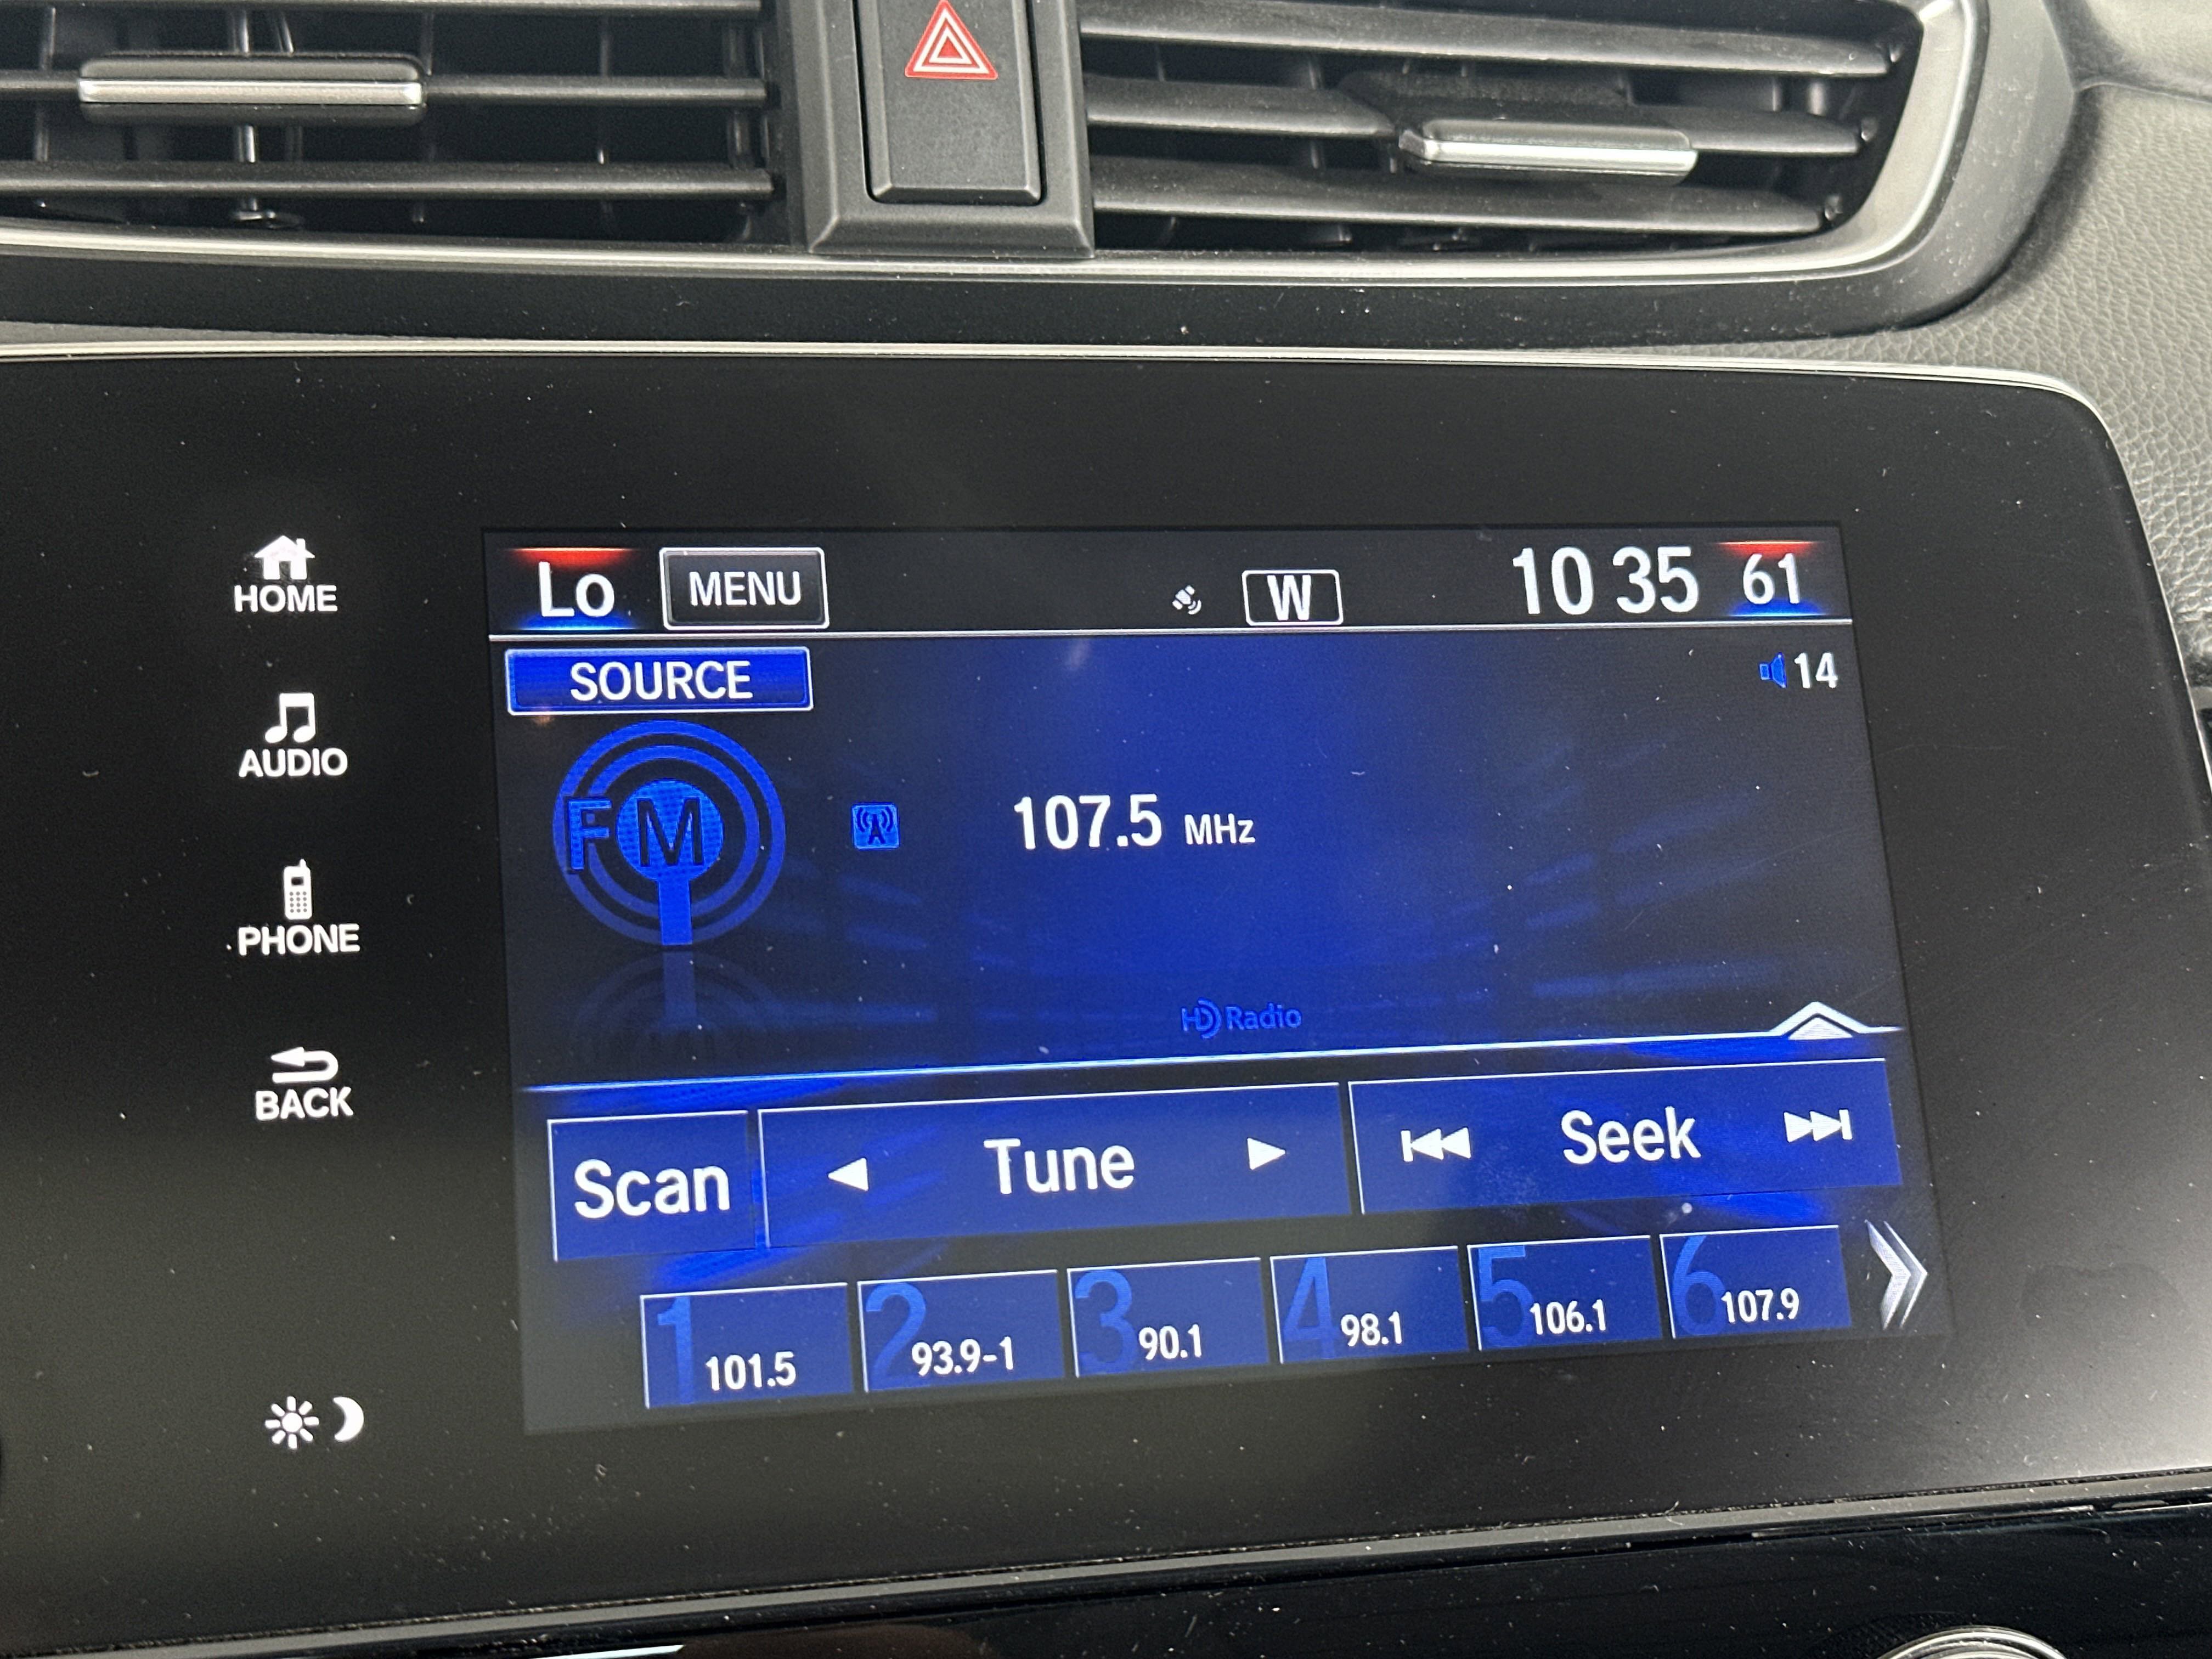 Lo MENU W 10 35 61
SOURCE 14
HOME
AUDIO
FM 107.5 MHz
PHONE
HD Radio
BACK
Scan Tune Seek
1 101.5
2 93.9-1
3 90.1
4 98.1
5 106.1
6 107.9